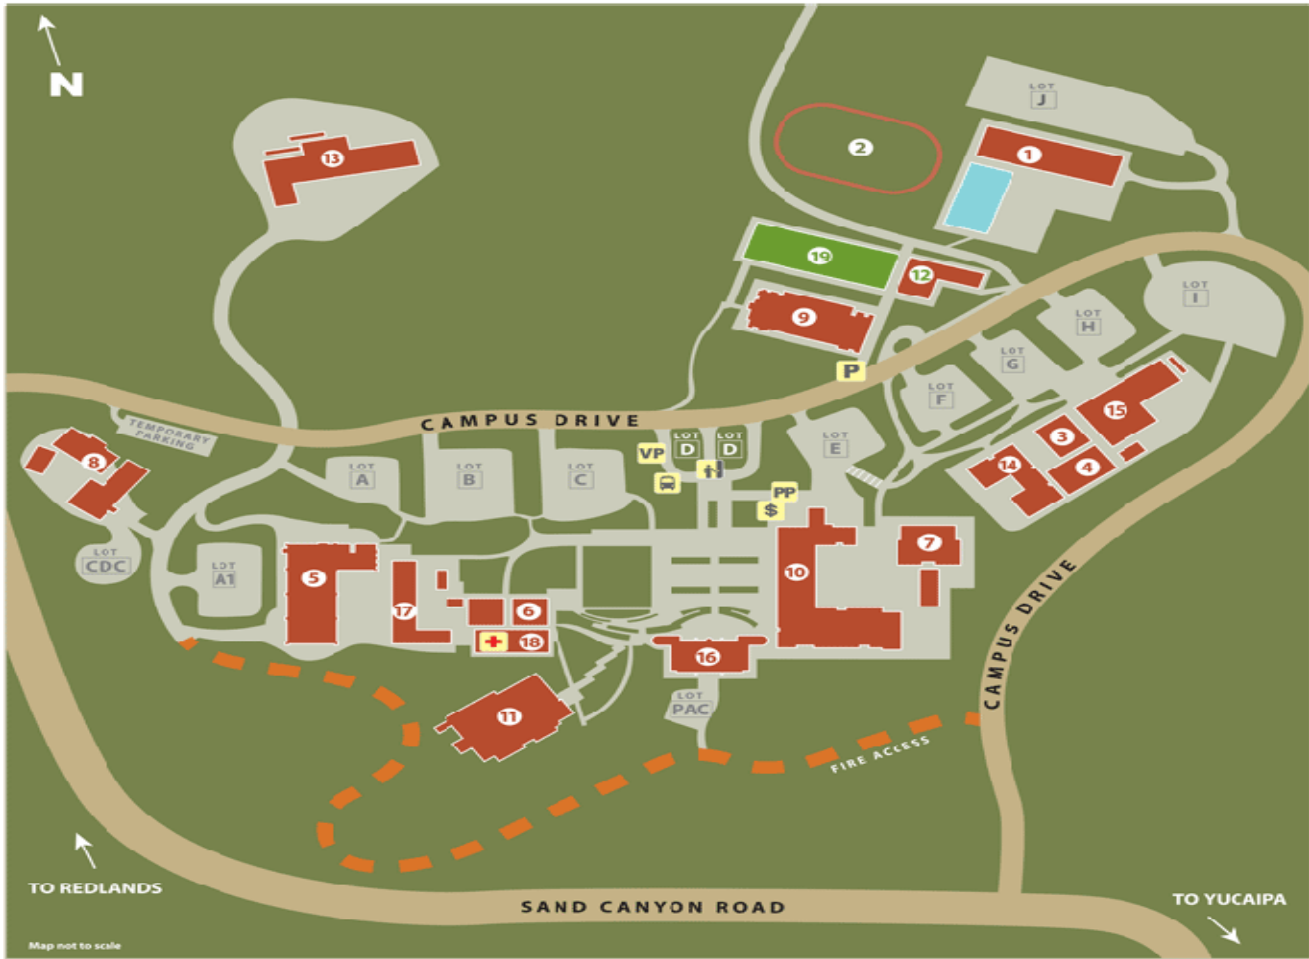 N
LOT
J
13
2
1
19
12
LOT
I
9
LOT
H
LOT
G
P
LOT
F
15
CAMPUS DRIVE
TEMPORARY
PARKING
3
LOT
E
LOT
D
LOT
D
VP
8
14
4
LOT
A
LOT
B
LOT
C
PP
$
7
LOT
CDC
LOT
A1
5
10
17
6
18
16
CAMPUS DRIVE
LOT
PAC
11
FIRE ACCESS
TO REDLANDS
SAND CANYON ROAD
TO YUCAIPA
Map not to scale